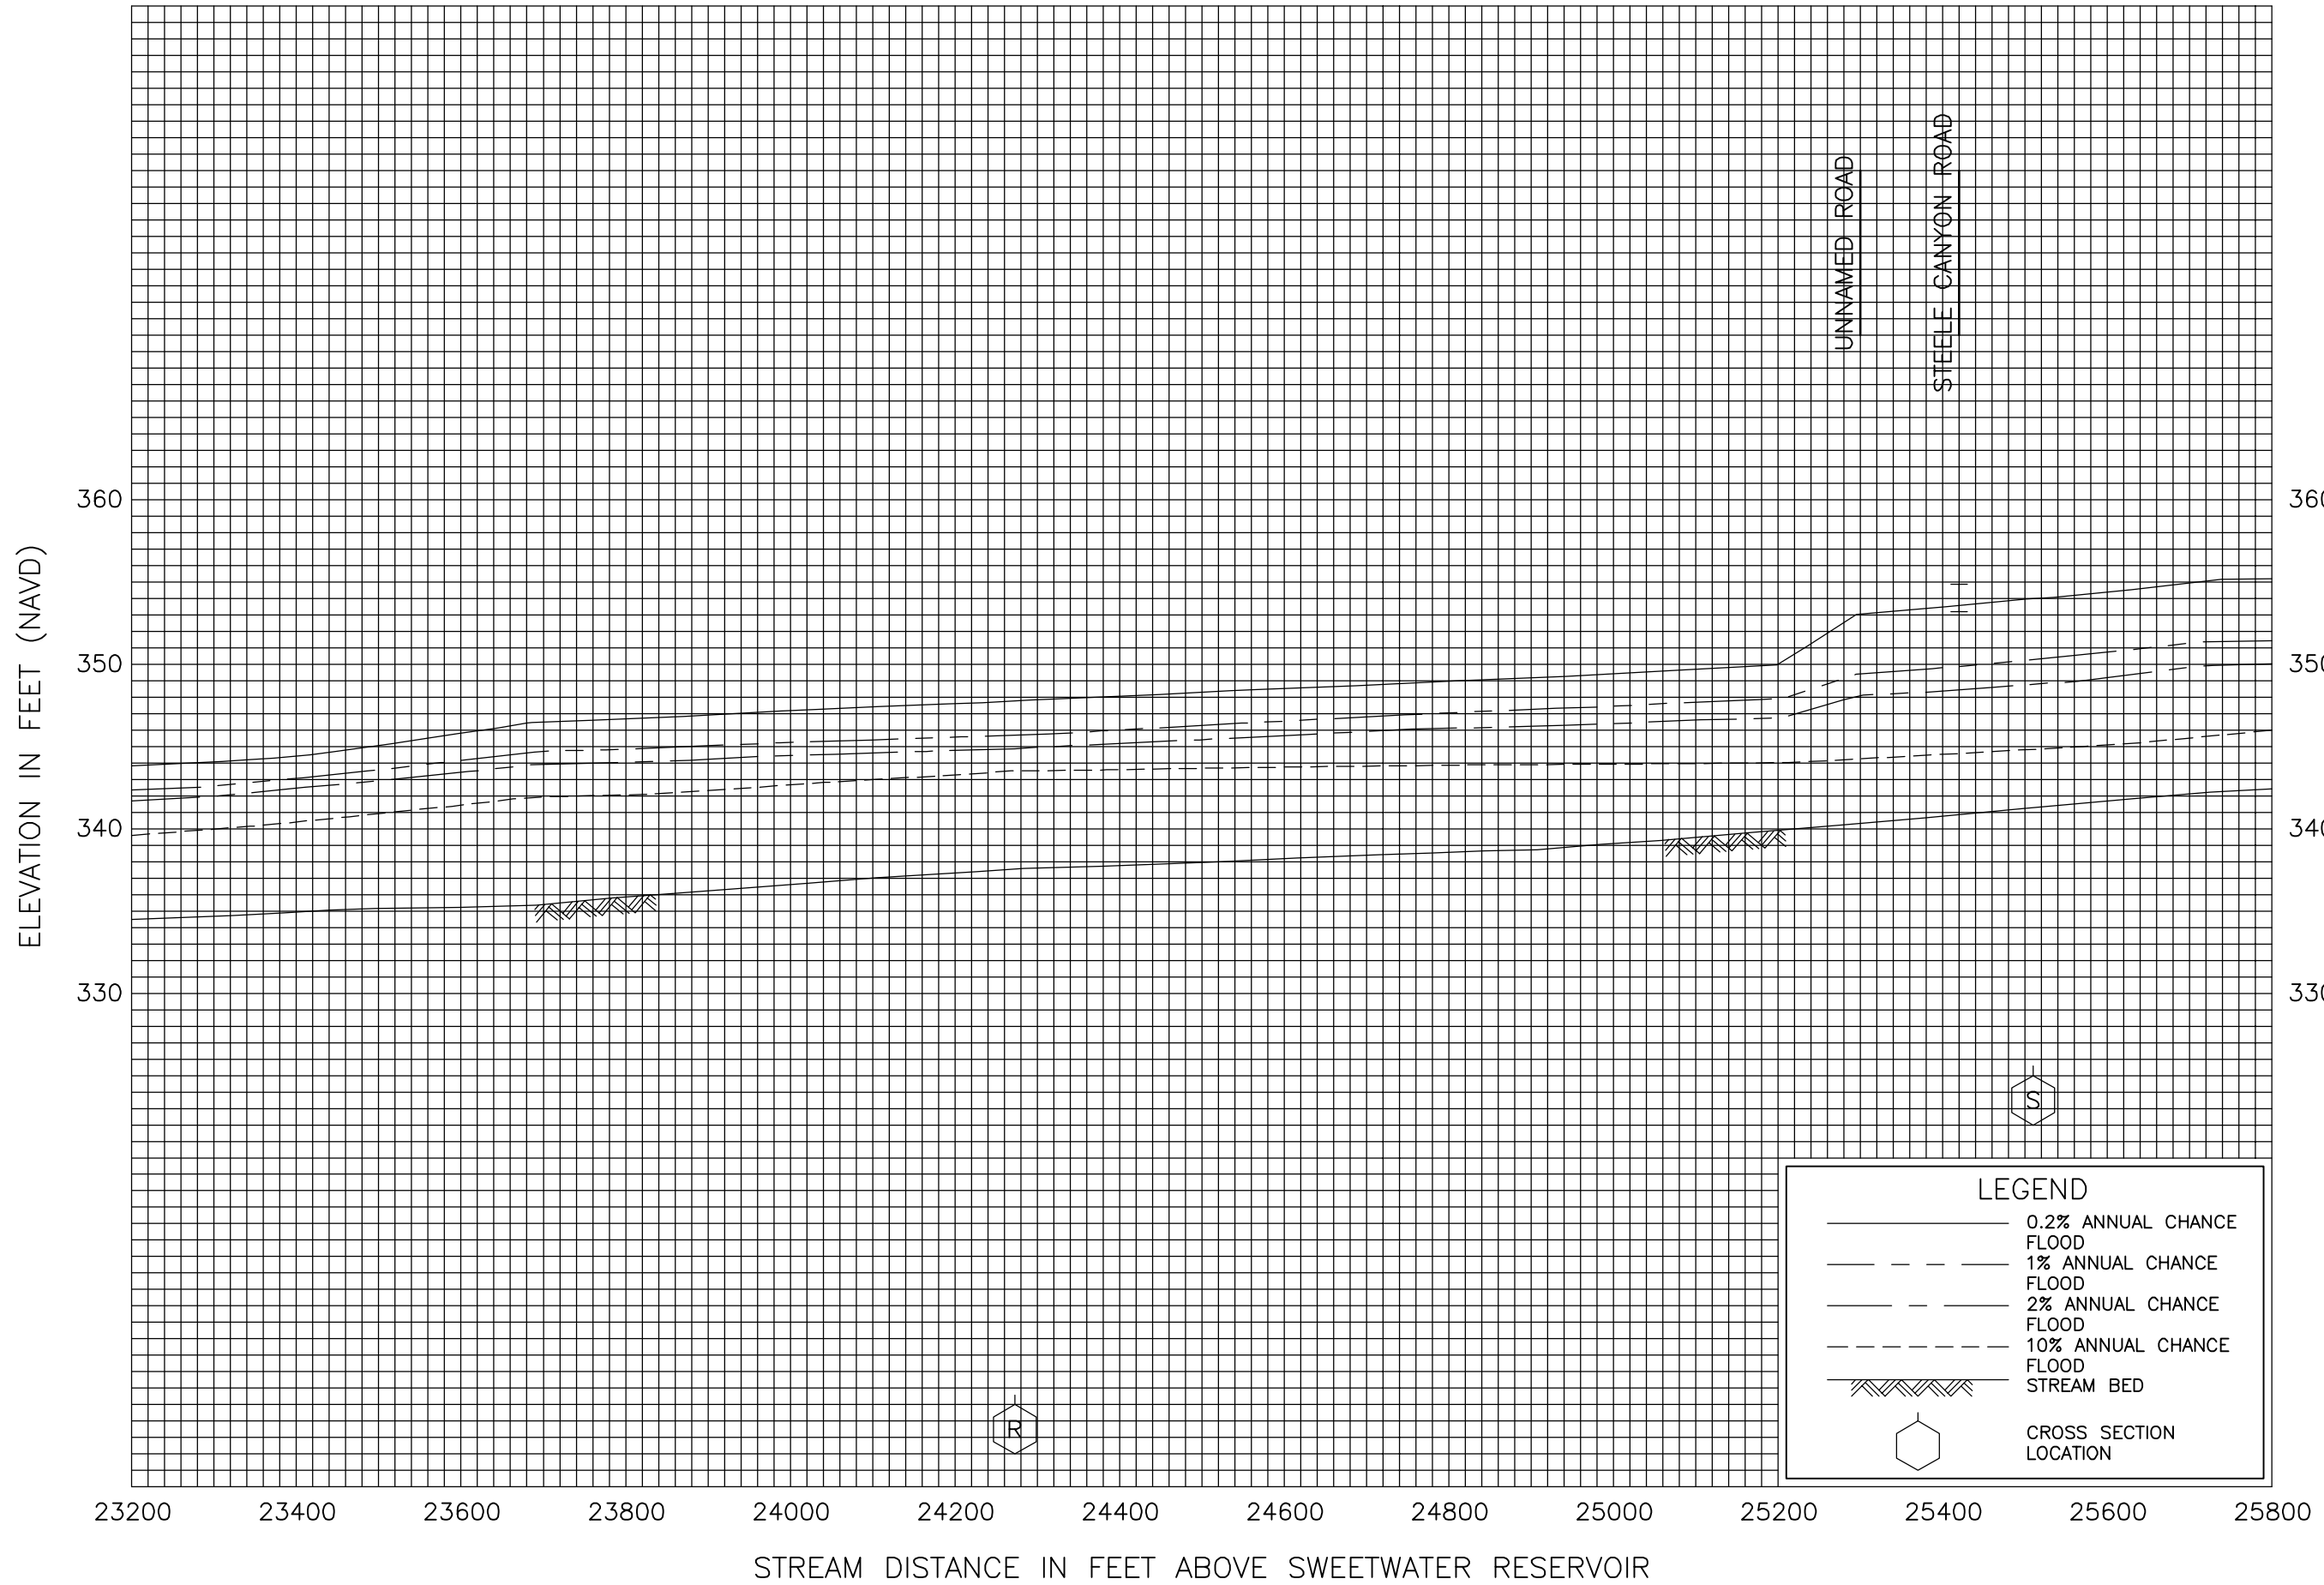 UNNAMED ROAD
STEELE CANYON ROAD
ELEVATION IN FEET (NAVD)
360
350
340
330
360
350
340
330
S
R
LEGEND
0.2% ANNUAL CHANCE
FLOOD
1% ANNUAL CHANCE
FLOOD
2% ANNUAL CHANCE
FLOOD
10% ANNUAL CHANCE
FLOOD
STREAM BED
CROSS SECTION
LOCATION
23200 23400 23600 23800 24000 24200 24400 24600 24800 25000 25200 25400 25600 25800
STREAM DISTANCE IN FEET ABOVE SWEETWATER RESERVOIR